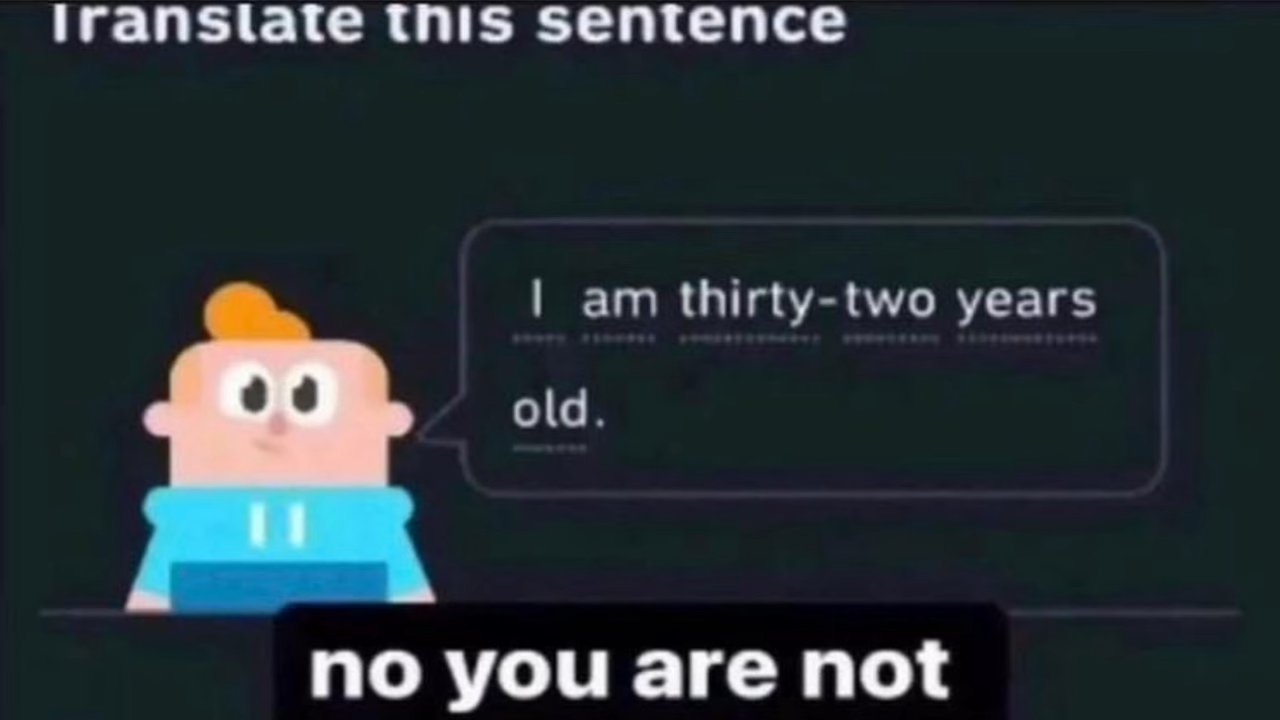 Translate this sentence
I am thirty-two years
old.
no you are not